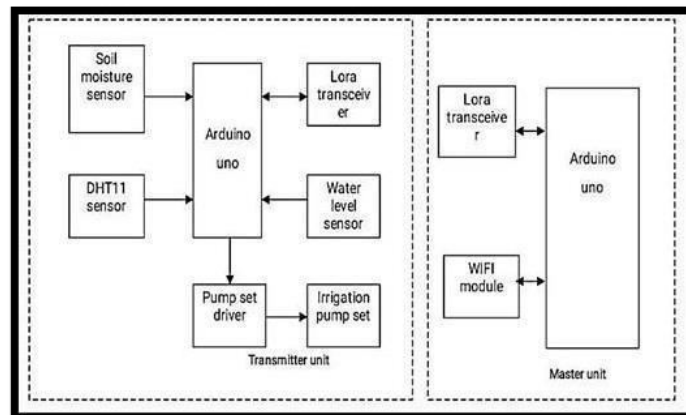 Soil
moisture
sensor
Arduino
uno
Lora
transceiv
er
DHT11
sensor
Water
level
sensor
Pump set
driver
Irrigation
pump set
Transmitter unit
Lora
transceive
r
Arduino
uno
WIFI
module
Master unit